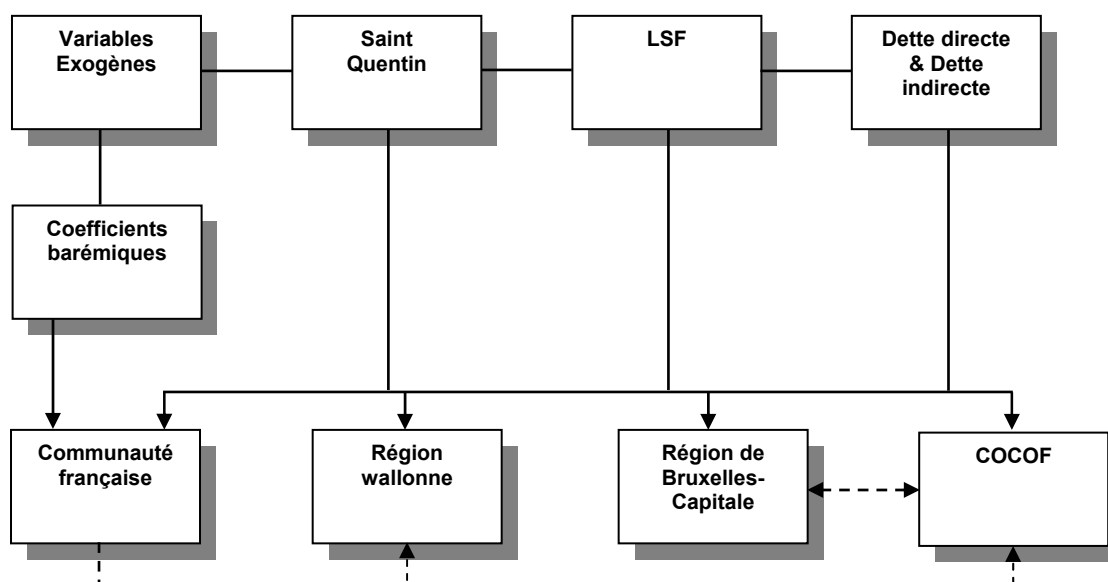 Variables
Exogènes
Saint
Quentin
LSF
Dette directe
& Dette
indirecte
Coefficients
barémiques
Communauté
française
Région
wallonne
Région de
Bruxelles-
Capitale
COCOF